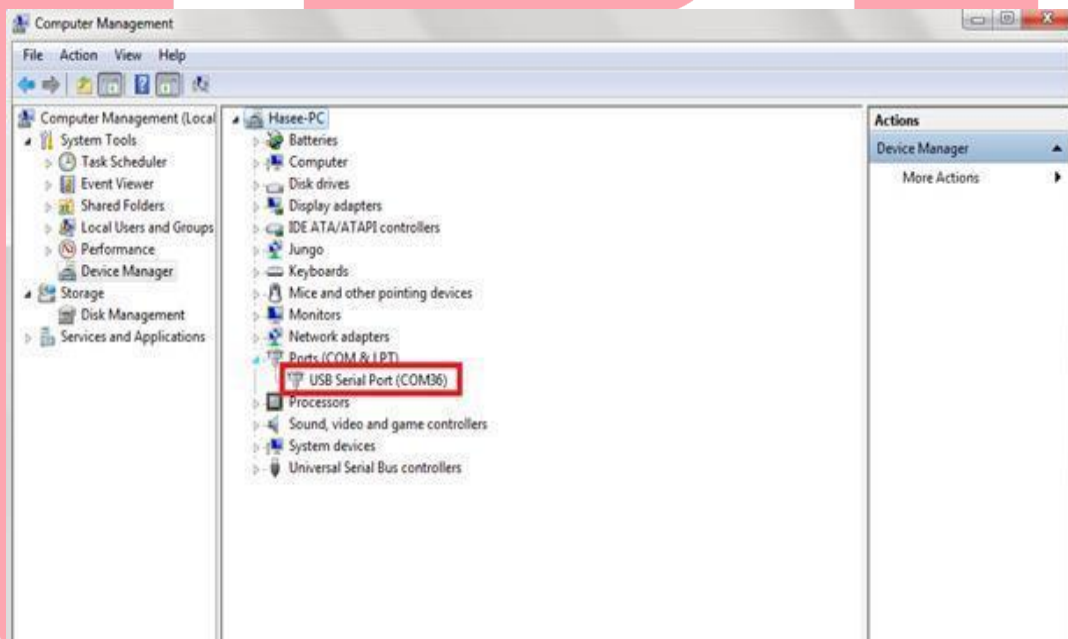 Computer Management
File Action View Help
Computer Management (Local
System Tools
Task Scheduler
Event Viewer
Shared Folders
Local Users and Groups
Performance
Device Manager
Storage
Disk Management
Services and Applications
Hasee-PC
Batteries
Computer
Disk drives
Display adapters
IDE ATA/ATAPI controllers
Jungo
Keyboards
Mice and other pointing devices
Monitors
Network adapters
Ports (COM & LPT)
USB Serial Port (COM36)
Processors
Sound, video and game controllers
System devices
Universal Serial Bus controllers
Actions
Device Manager
More Actions